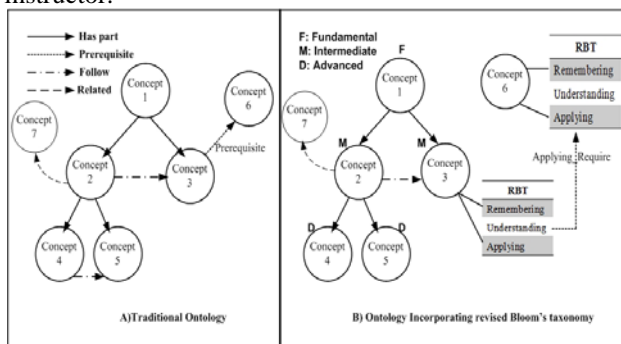 instructor.
Has part
Prerequisite
Follow
Related
Concept
1
Concept
6
Concept
7
Prerequisite
Concept
2
Concept
3
Concept
4
Concept
5
A)Traditional Ontology
F: Fundamental
M: Intermediate
D: Advanced
F
Concept
1
RBT
Remembering
Understanding
Applying
Concept
6
Concept
7
M
M
Concept
2
Concept
3
Applying Require
RBT
Remembering
Understanding
Applying
D
D
Concept
4
Concept
5
B) Ontology Incorporating revised Bloom's taxonomy